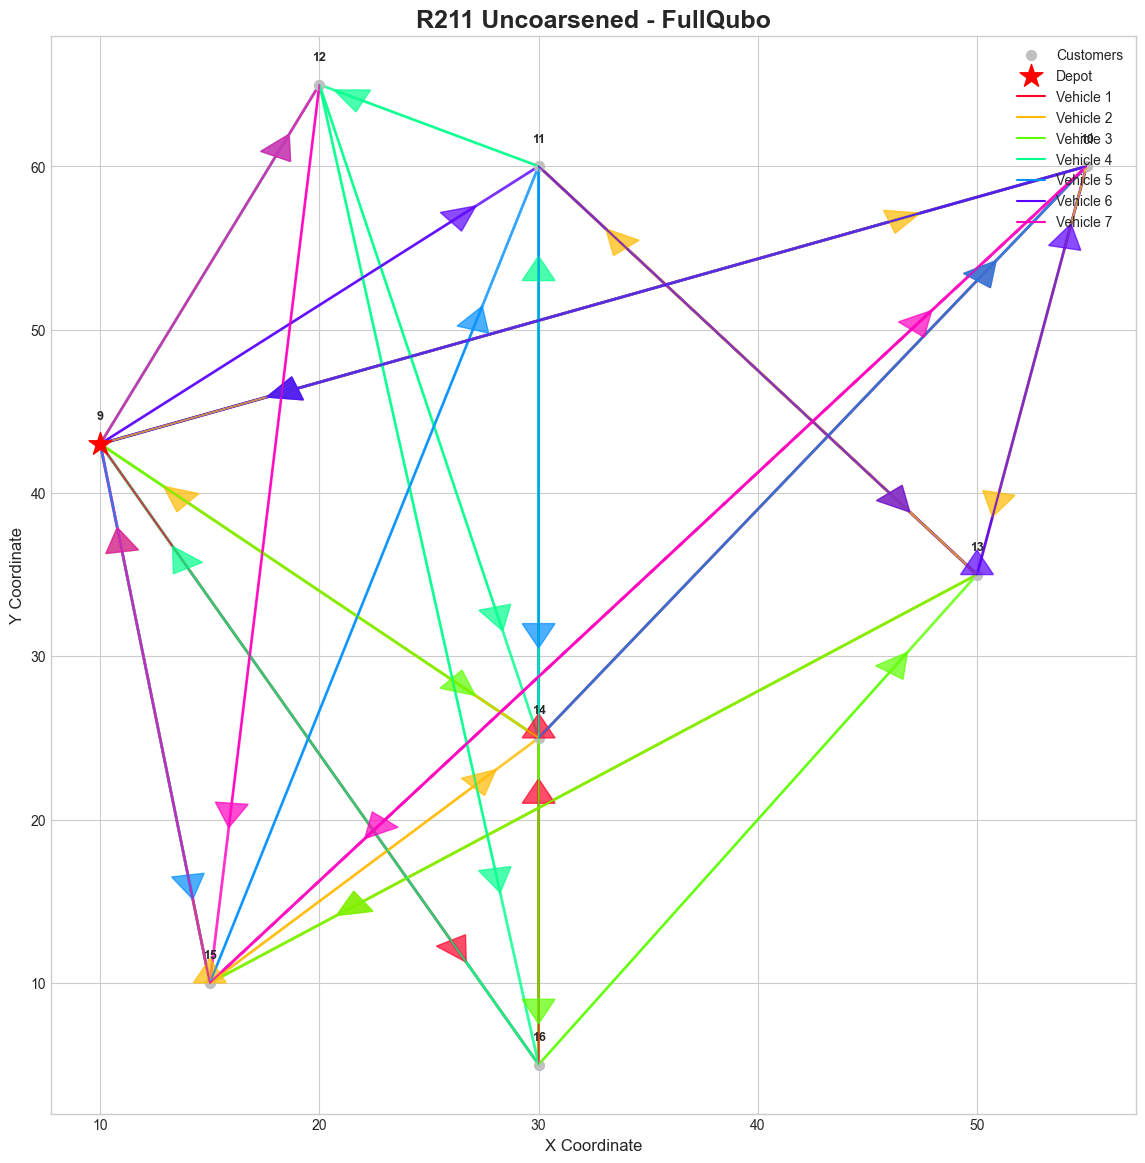 R211 Uncoarsened - FullQubo
Customers
Depot
Vehicle 1
Vehicle 2
Vehicle 3
Vehicle 4
Vehicle 5
Vehicle 6
Vehicle 7
12
11
10
9
13
14
15
16
60
50
40
30
20
10
Y Coordinate
10
20
30
40
50
X Coordinate